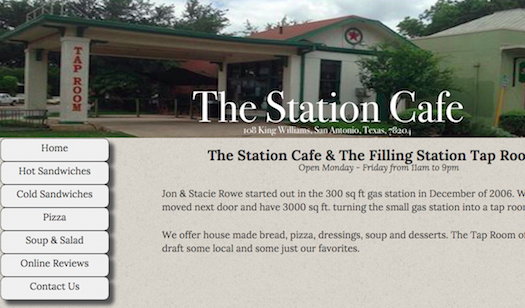 TAP ROOM
The Station Cafe
108 King Williams, San Antonio, Texas, 78204
Home
Hot Sandwiches
Cold Sandwiches
Pizza
Soup & Salad
Online Reviews
Contact Us
The Station Cafe & The Filling Station Tap Roo
Open Monday - Friday from 11am to 9pm
Jon & Stacie Rowe started out in the 300 sq ft gas station in December of 2006. W
moved next door and have 3000 sq ft. turning the small gas station into a tap roo
We offer house made bread, pizza, dressings, soup and desserts. The Tap Room o
draft some local and some just our favorites.